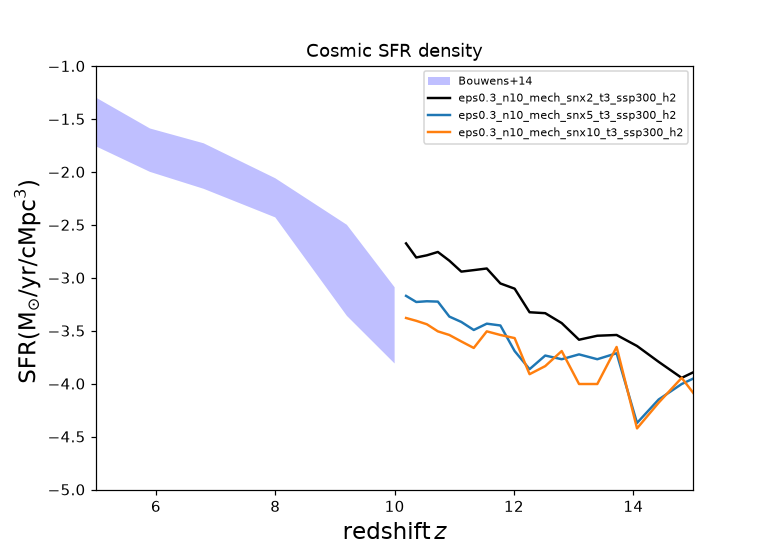 Cosmic SFR density
−1.0
−1.5
−2.0
−2.5
−3.0
−3.5
−4.0
−4.5
−5.0
SFR(M⊙/yr/cMpc³)
Bouwens+14
eps0.3_n10_mech_snx2_t3_ssp300_h2
eps0.3_n10_mech_snx5_t3_ssp300_h2
eps0.3_n10_mech_snx10_t3_ssp300_h2
6 8 10 12 14
redshift z